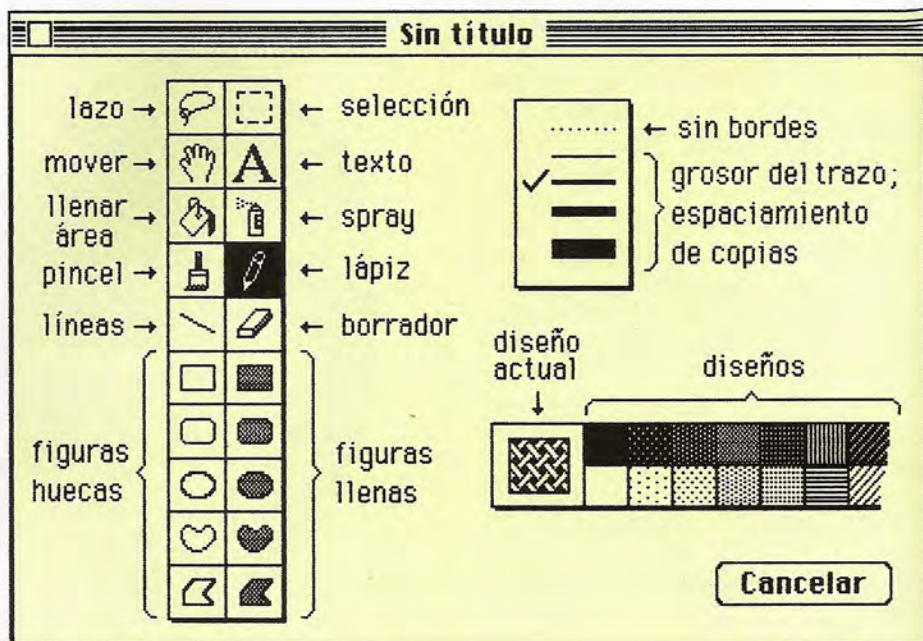 Sin título
lazo → ← selección
mover → A ← texto
llenar
área → ← spray
pincel → ← lápiz
líneas → ← borrador
figuras
huecas
figuras
llenas
← sin bordes
grosor del trazo;
espaciamiento
de copias
diseño
actual
diseños
Cancelar